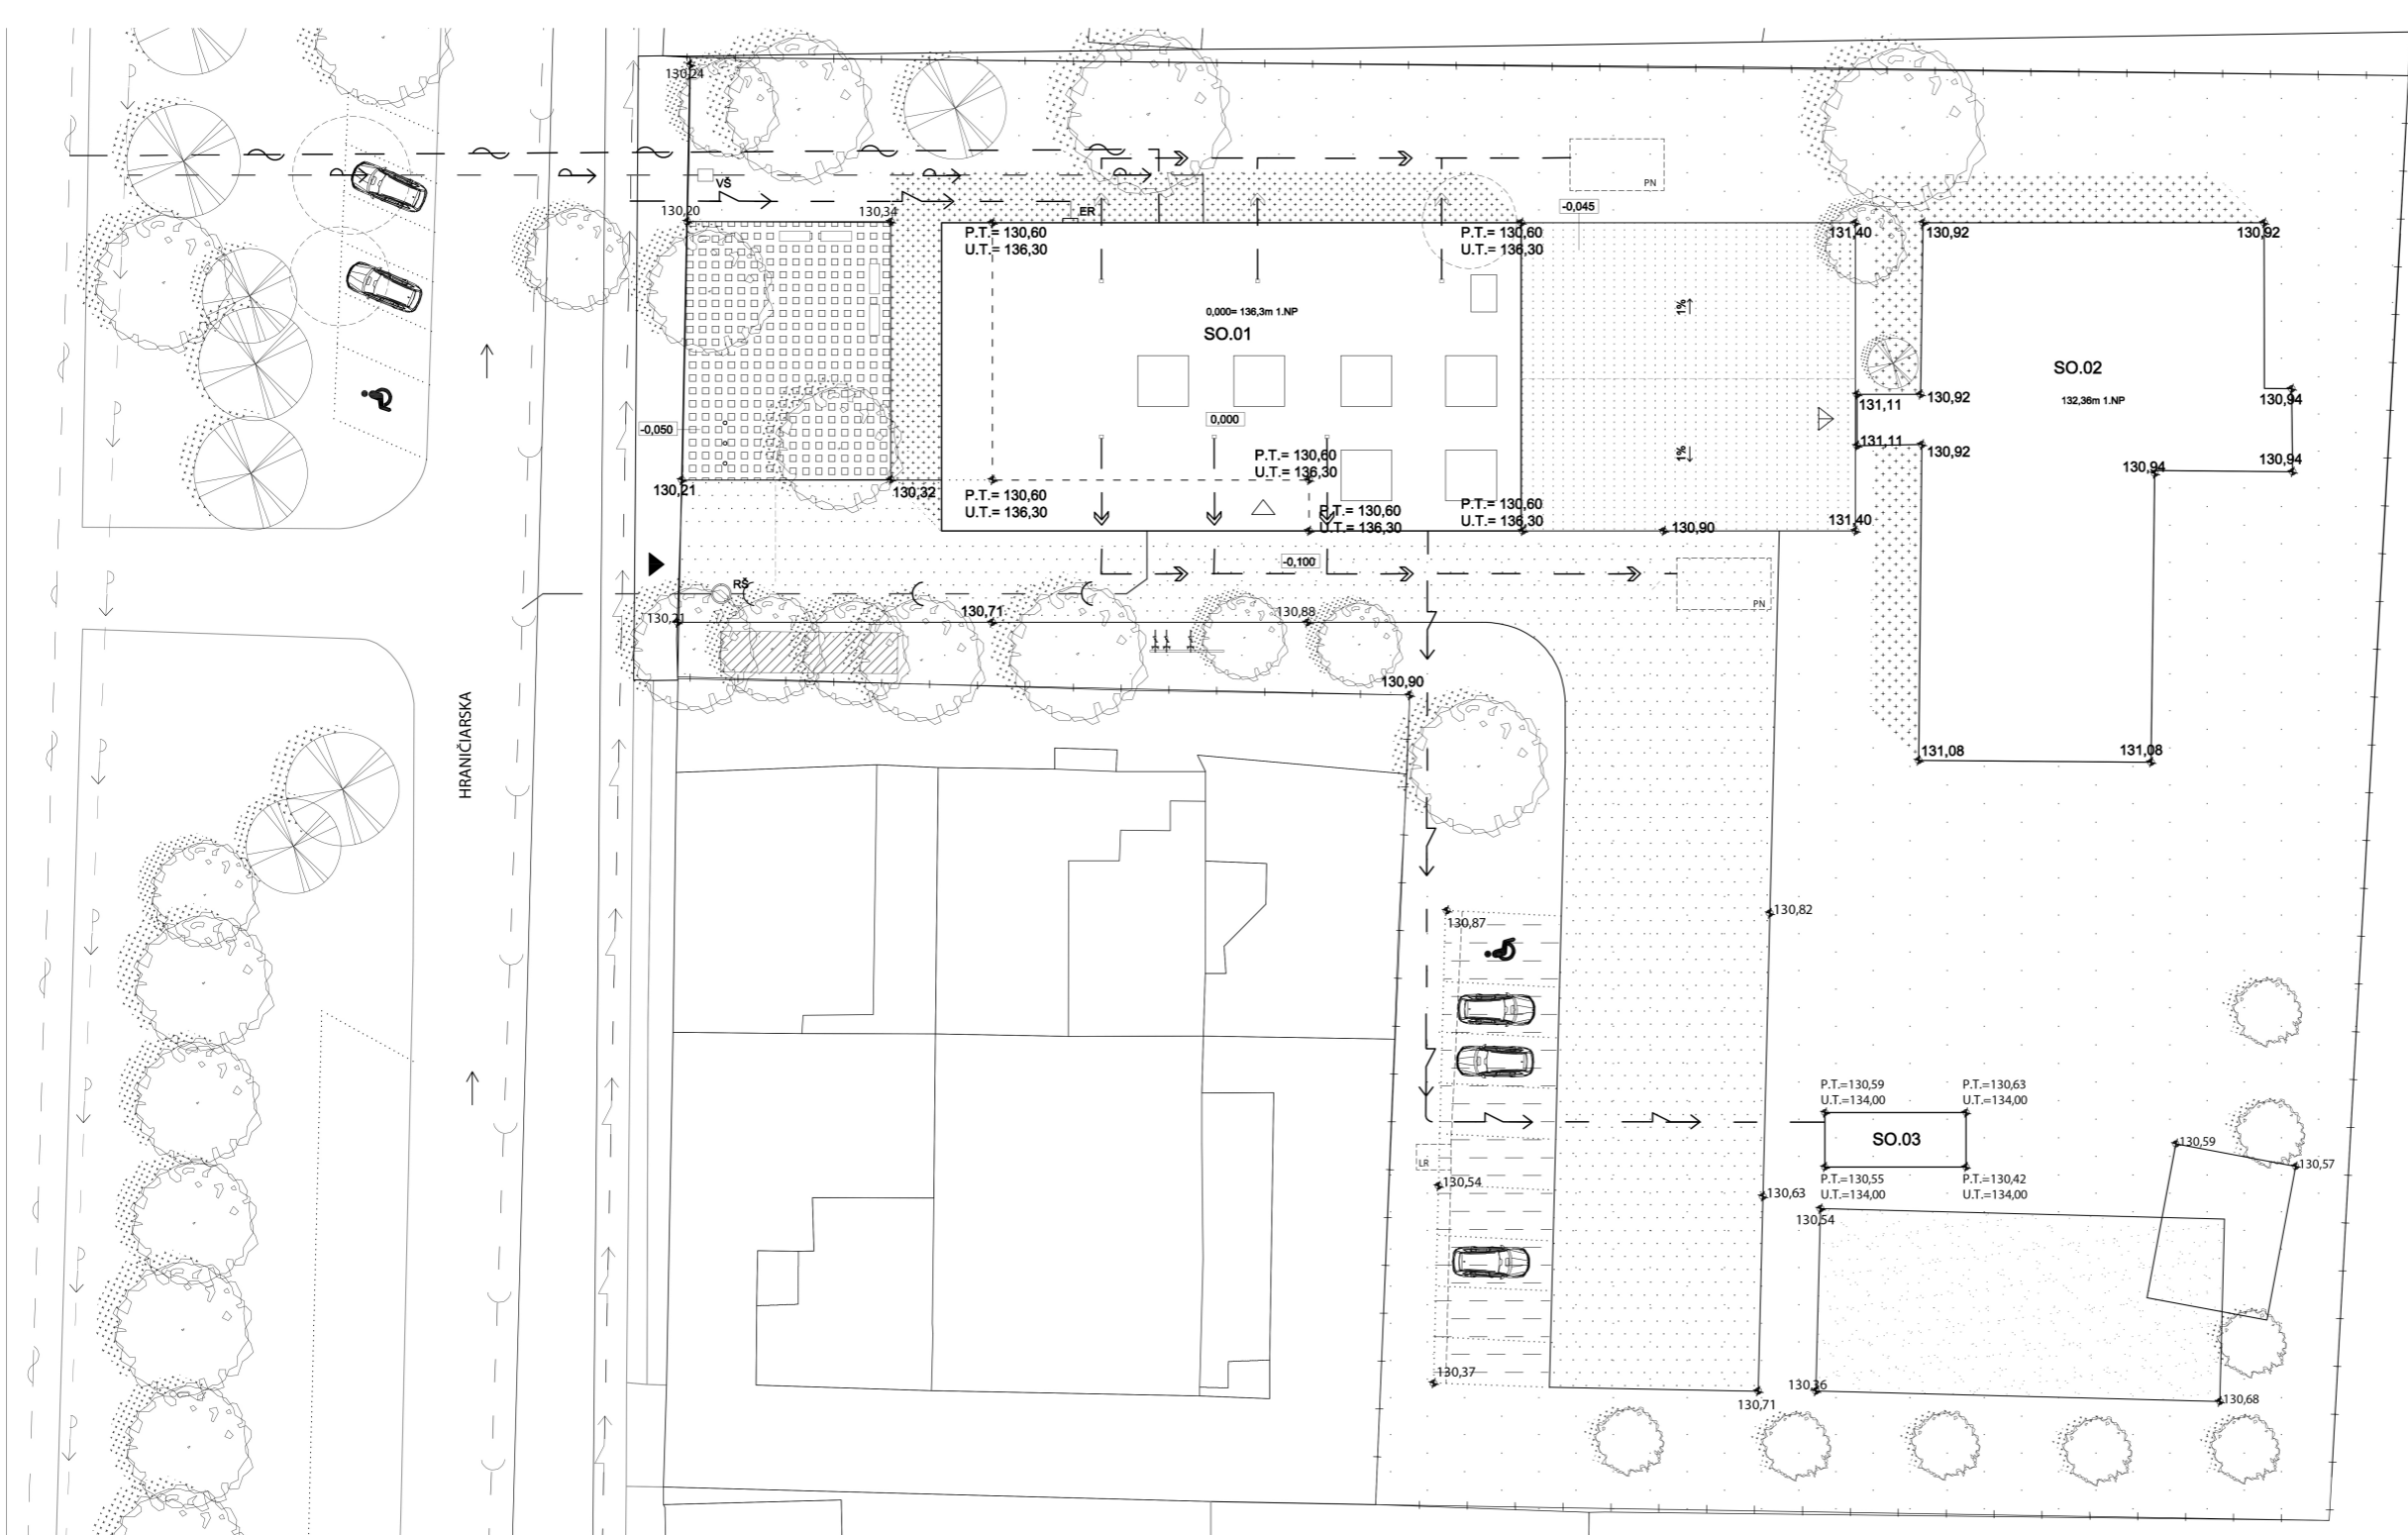 130,24
VŠ
PN
130,20
130,34
ER
-0,045
P.T.= 130,60
U.T.= 136,30
P.T.= 130,60
U.T.= 136,30
131,40
130,92
130,92
0,000= 136,3m 1.NP
SO.01
1%
SO.02
132,36m 1.NP
131,11
130,92
130,94
-0,050
0,000
131,11
130,92
1%
P.T.= 130,60
U.T.= 136,30
130,94
130,94
130,21
130,32
P.T.= 130,60
U.T.= 136,30
P.T.= 130,60
U.T.= 136,30
P.T.= 130,60
U.T.= 136,30
130,90
131,40
-0,100
RŠ
PN
130,21
130,71
130,88
130,90
HRANIČIARSKA
131,08
131,08
130,87
130,82
P.T.=130,59
U.T.=134,00
P.T.=130,63
U.T.=134,00
SO.03
130,59
LR
130,57
130,54
130,63
P.T.=130,55
U.T.=134,00
P.T.=130,42
U.T.=134,00
130,54
130,37
130,36
130,71
130,68